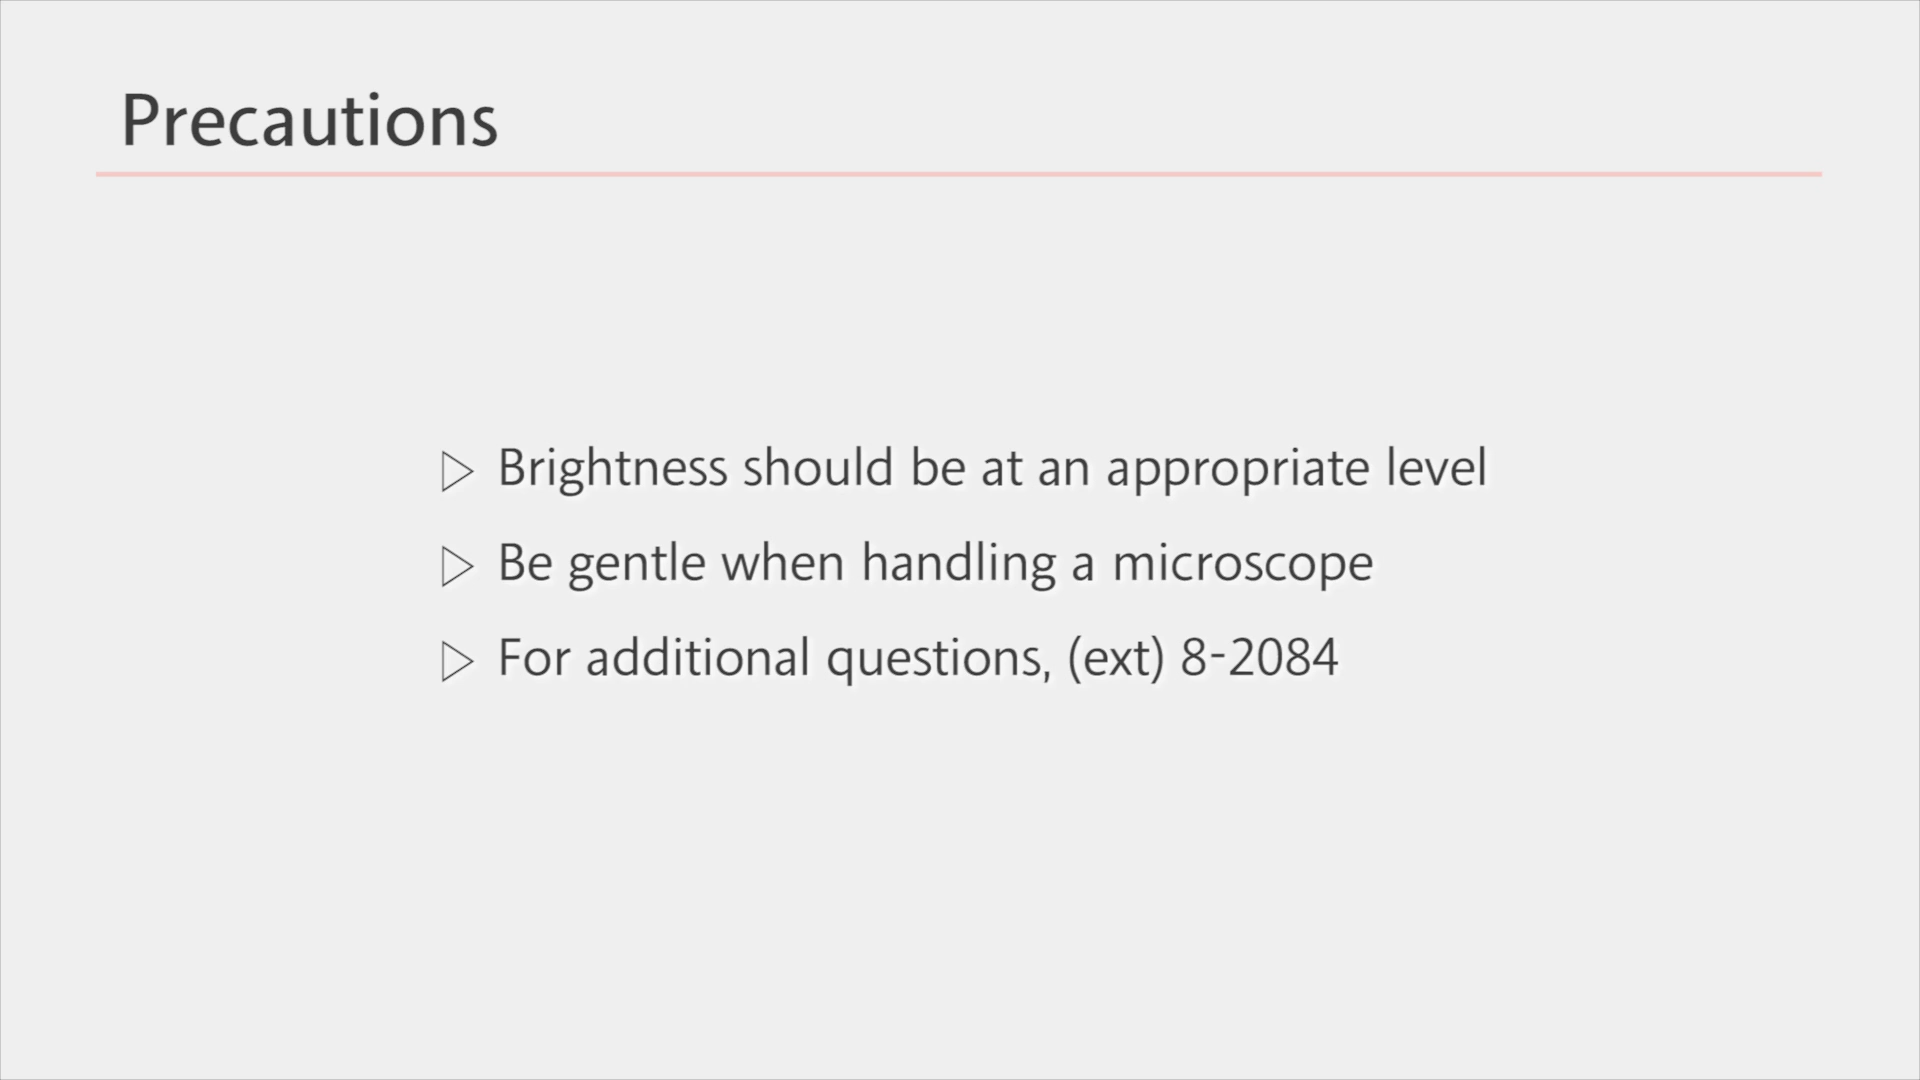 Precautions
▷ Brightness should be at an appropriate level
▷ Be gentle when handling a microscope
▷ For additional questions, (ext) 8-2084